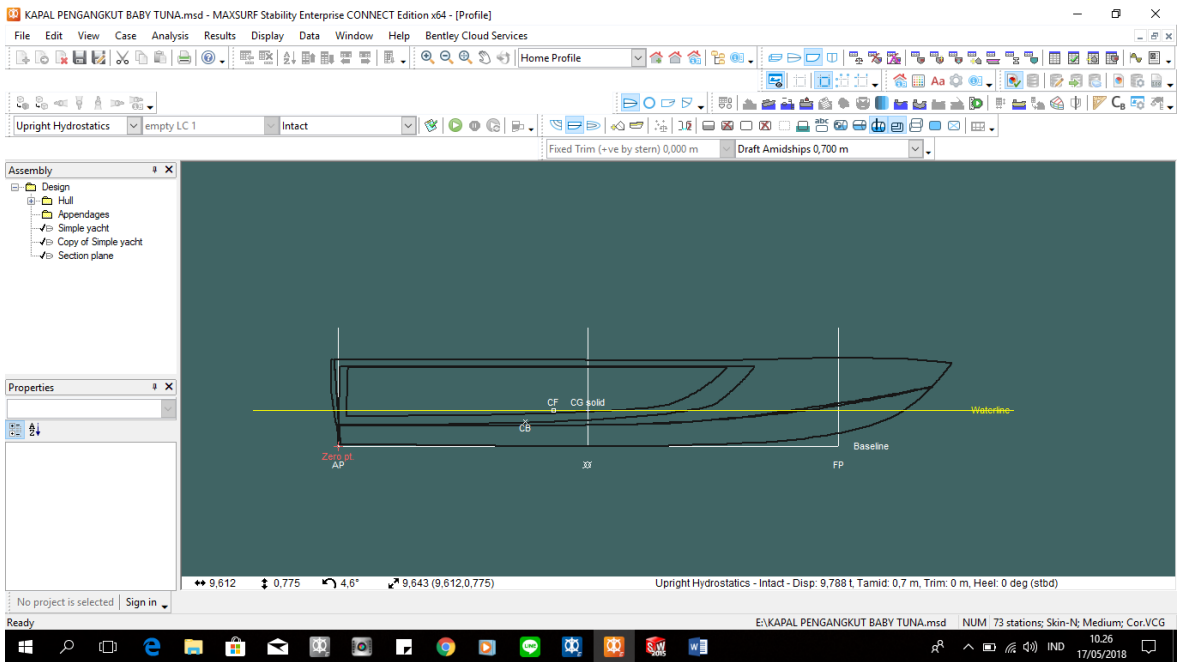 KAPAL PENGANGKUT BABY TUNA.msd - MAXSURF Stability Enterprise CONNECT Edition x64 - [Profile]
File Edit View Case Analysis Results Display Data Window Help Bentley Cloud Services
Home Profile
Upright Hydrostatics empty LC 1 Intact
Fixed Trim (+ve by stern) 0,000 m Draft Amidships 0,700 m
Assembly
Design
Hull
Appendages
Simple yacht
Copy of Simple yacht
Section plane
Properties
CF CG solid
CB
Waterline
Baseline
Zero pt.
AP FP
9,612 0,775 4,6° 9,643 (9,612,0,775) Upright Hydrostatics - Intact - Disp: 9,788 t, Tamid: 0,7 m, Trim: 0 m, Heel: 0 deg (stbd)
No project is selected Sign in
Ready E:\KAPAL PENGANGKUT BABY TUNA.msd NUM 73 stations; Skin-N; Medium; Cor.VCG
IND 10.26
17/05/2018